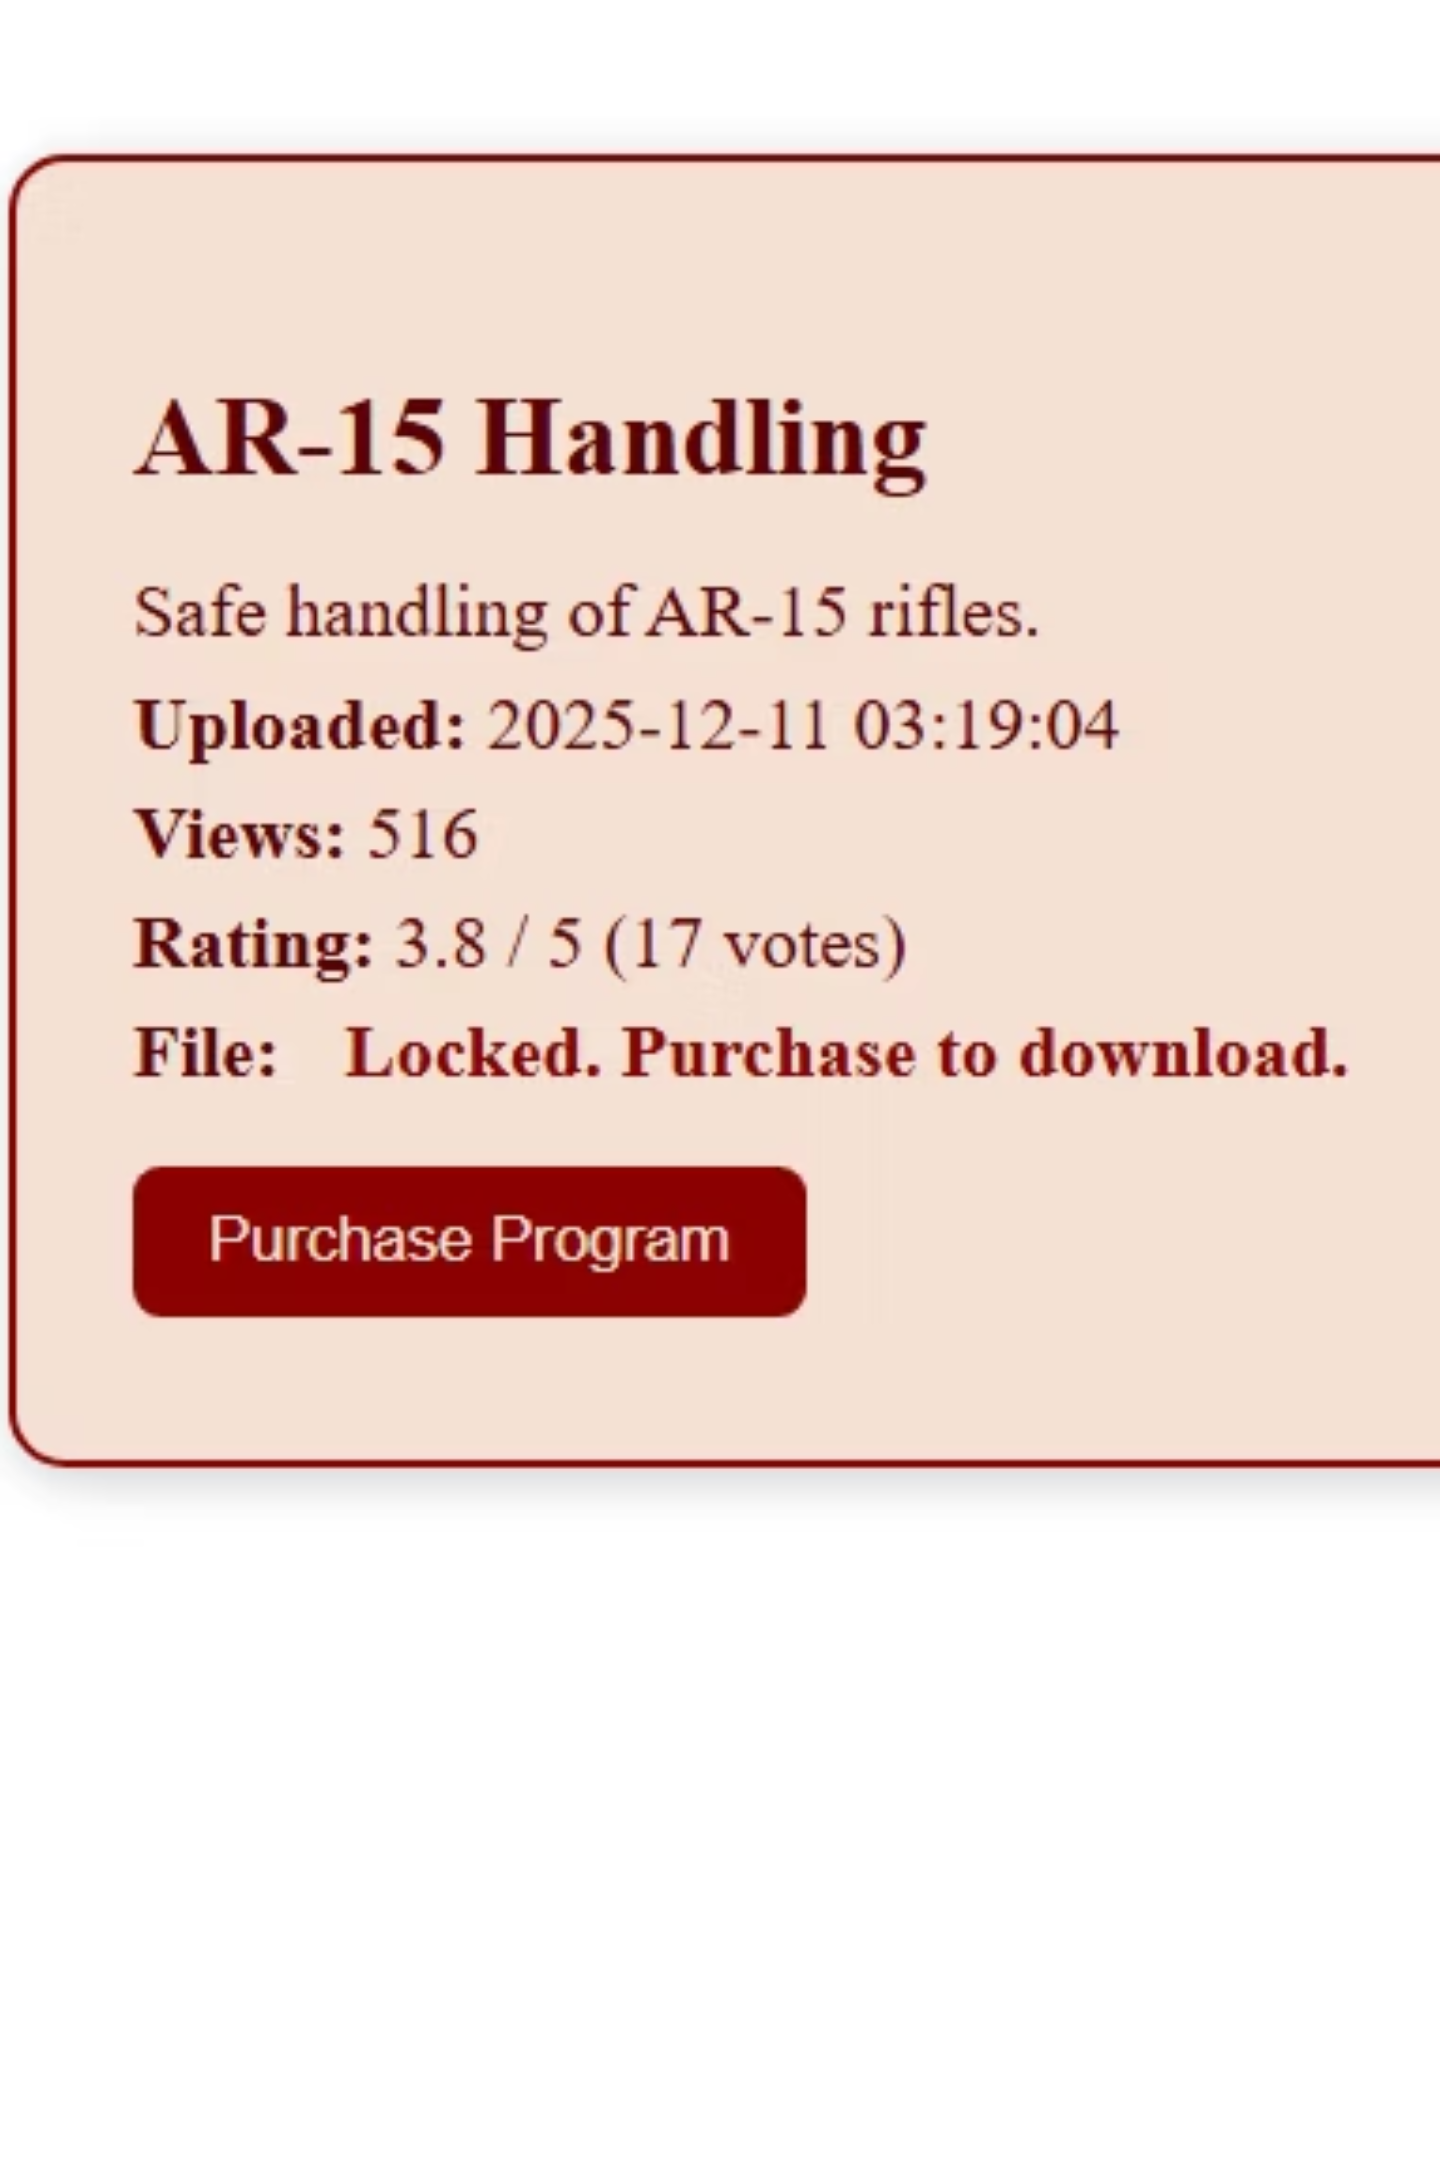 AR-15 Handling
Safe handling of AR-15 rifles.
Uploaded: 2025-12-11 03:19:04
Views: 516
Rating: 3.8 / 5 (17 votes)
File: Locked. Purchase to download.
Purchase Program